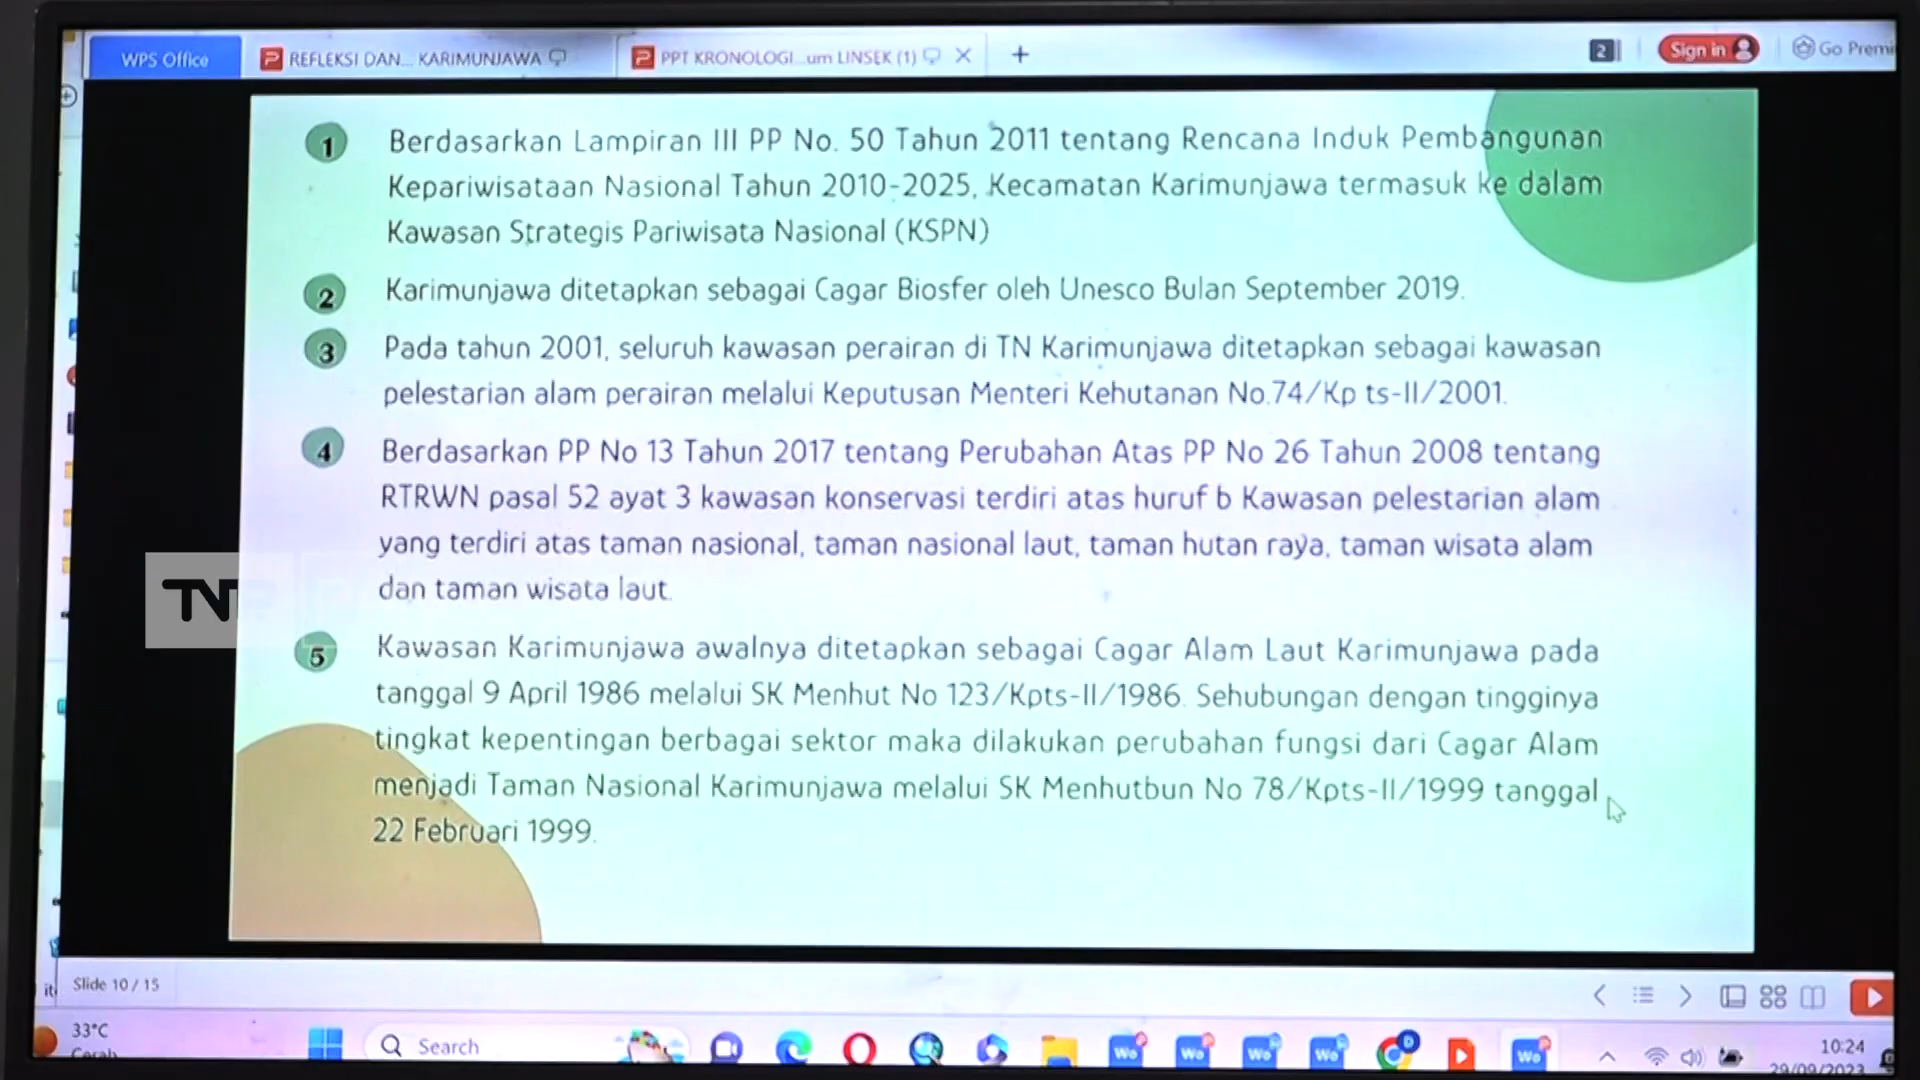 WPS Office
REFLEKSI DAN... KARIMUNJAWA
PPT KRONOLOGI...um LINSEK (1)
2
Sign in
Go Premi
1
Berdasarkan Lampiran III PP No. 50 Tahun 2011 tentang Rencana Induk Pembangunan
Kepariwisataan Nasional Tahun 2010-2025, Kecamatan Karimunjawa termasuk ke dalam
Kawasan Strategis Pariwisata Nasional (KSPN)
2
Karimunjawa ditetapkan sebagai Cagar Biosfer oleh Unesco Bulan September 2019.
3
Pada tahun 2001, seluruh kawasan perairan di TN Karimunjawa ditetapkan sebagai kawasan
pelestarian alam perairan melalui Keputusan Menteri Kehutanan No.74/Kp ts-II/2001.
4
Berdasarkan PP No 13 Tahun 2017 tentang Perubahan Atas PP No 26 Tahun 2008 tentang
RTRWN pasal 52 ayat 3 kawasan konservasi terdiri atas huruf b Kawasan pelestarian alam
yang terdiri atas taman nasional, taman nasional laut, taman hutan raya, taman wisata alam
dan taman wisata laut.
TVR
5
Kawasan Karimunjawa awalnya ditetapkan sebagai Cagar Alam Laut Karimunjawa pada
tanggal 9 April 1986 melalui SK Menhut No 123/Kpts-II/1986. Sehubungan dengan tingginya
tingkat kepentingan berbagai sektor maka dilakukan perubahan fungsi dari Cagar Alam
menjadi Taman Nasional Karimunjawa melalui SK Menhutbun No 78/Kpts-II/1999 tanggal
22 Februari 1999.
Slide 10 / 15
33°C
Cerah
Search
10:24
29/09/2023